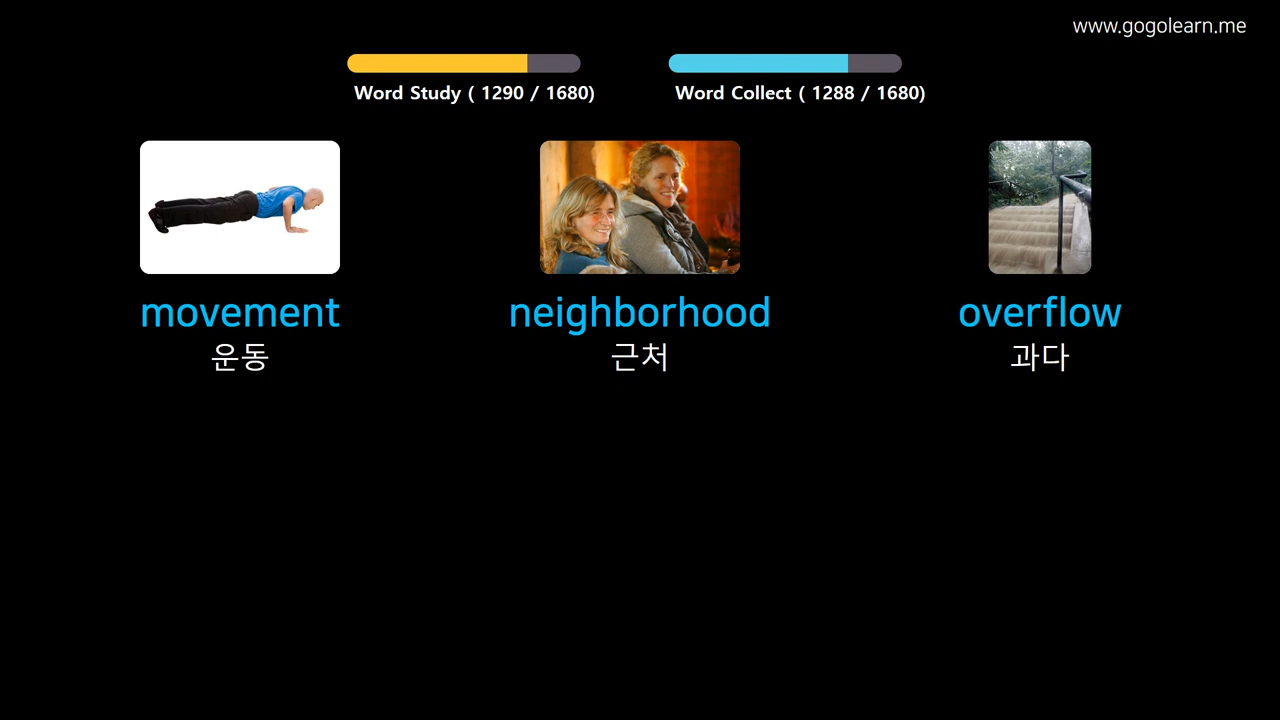 www.gogolearn.me
Word Study ( 1290 / 1680)
Word Collect ( 1288 / 1680)
movement
neighborhood
overflow
운동
근처
과다